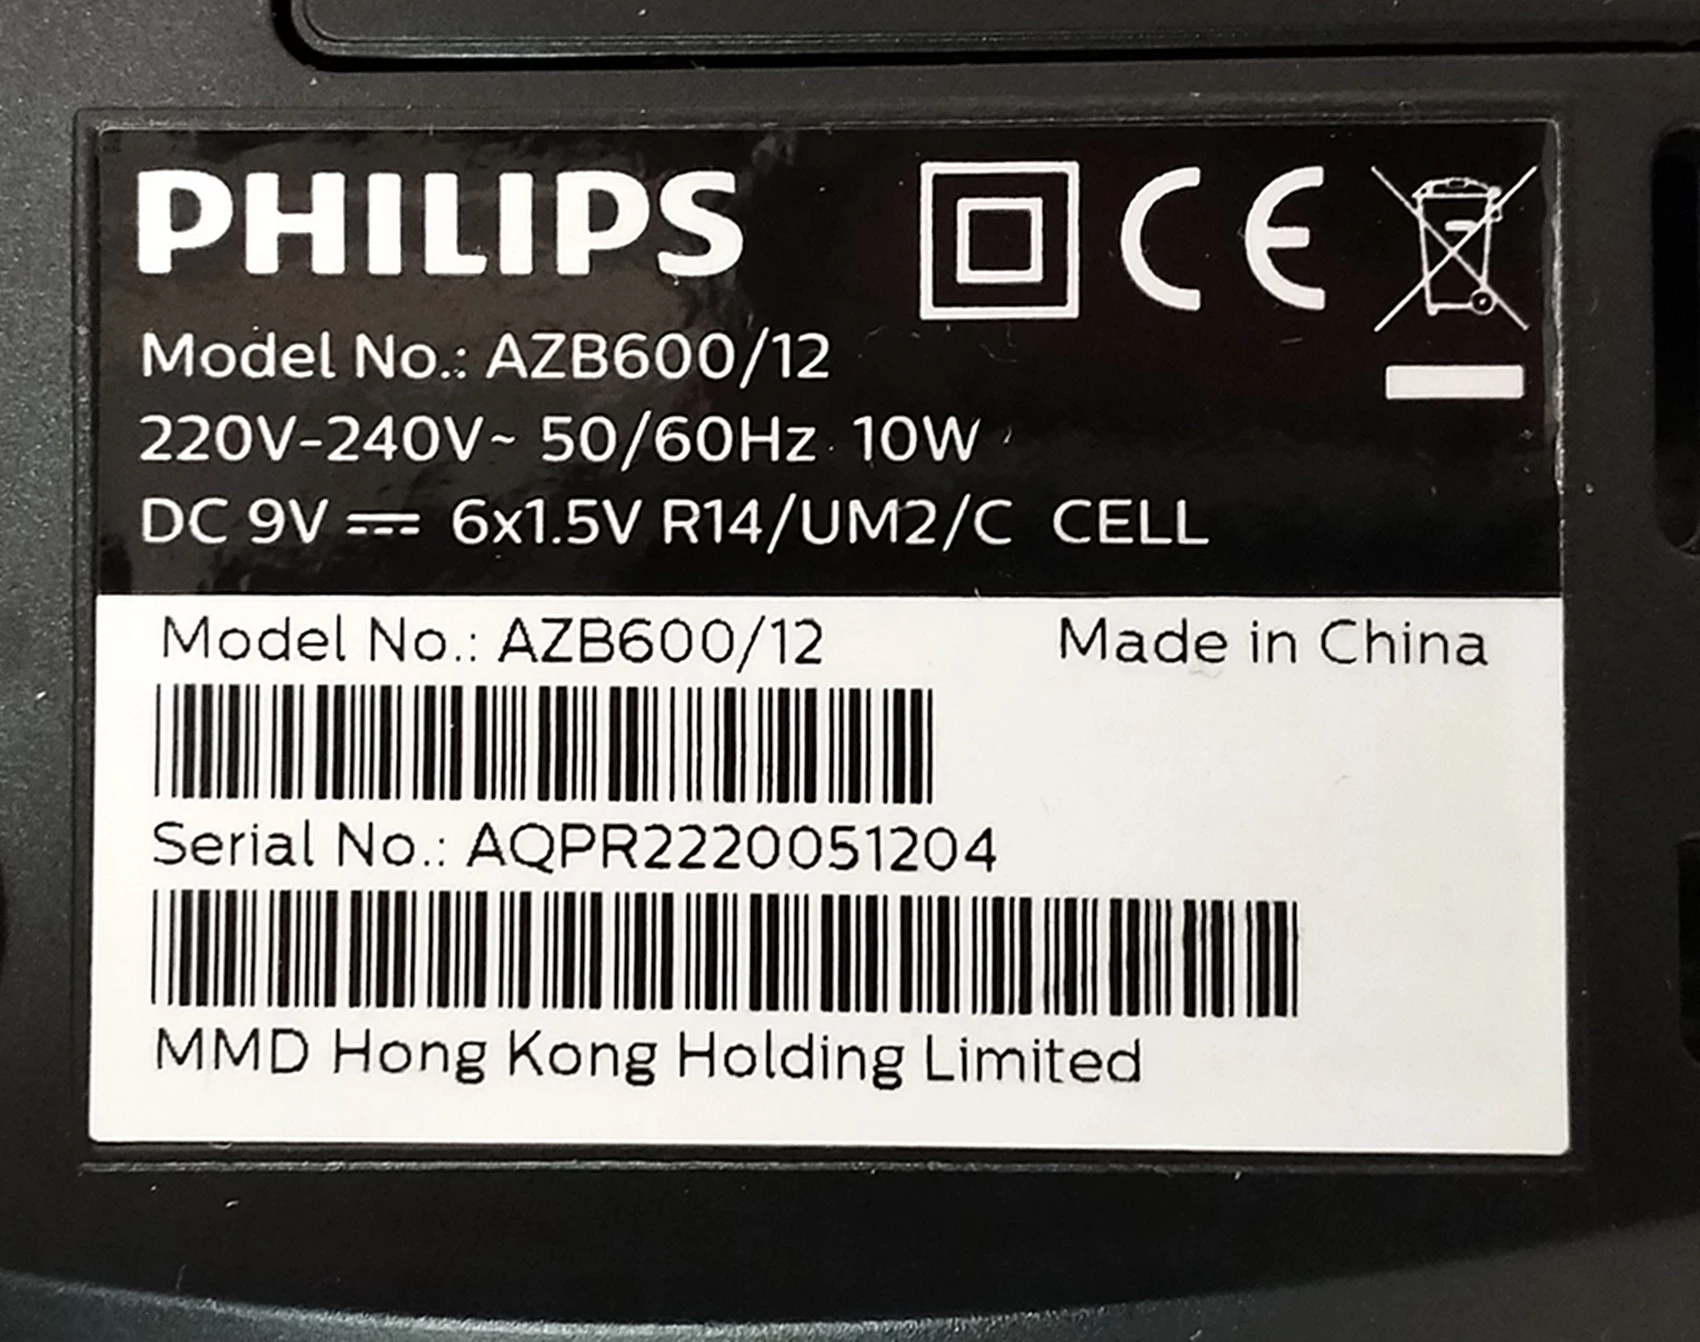 PHILIPS
CE
Model No.: AZB600/12
220V-240V~ 50/60Hz 10W
DC 9V ⎓ 6x1.5V R14/UM2/C CELL
Model No.: AZB600/12 Made in China
Serial No.: AQPR2220051204
MMD Hong Kong Holding Limited